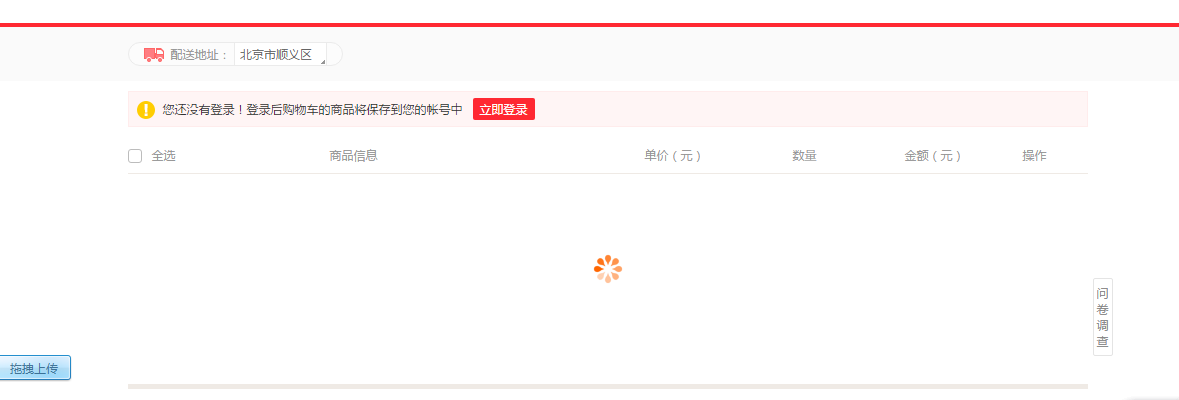 配送地址：
北京市顺义区
您还没有登录！登录后购物车的商品将保存到您的帐号中
立即登录
全选
商品信息
单价（元）
数量
金额（元）
操作
问
卷
调
查
拖拽上传